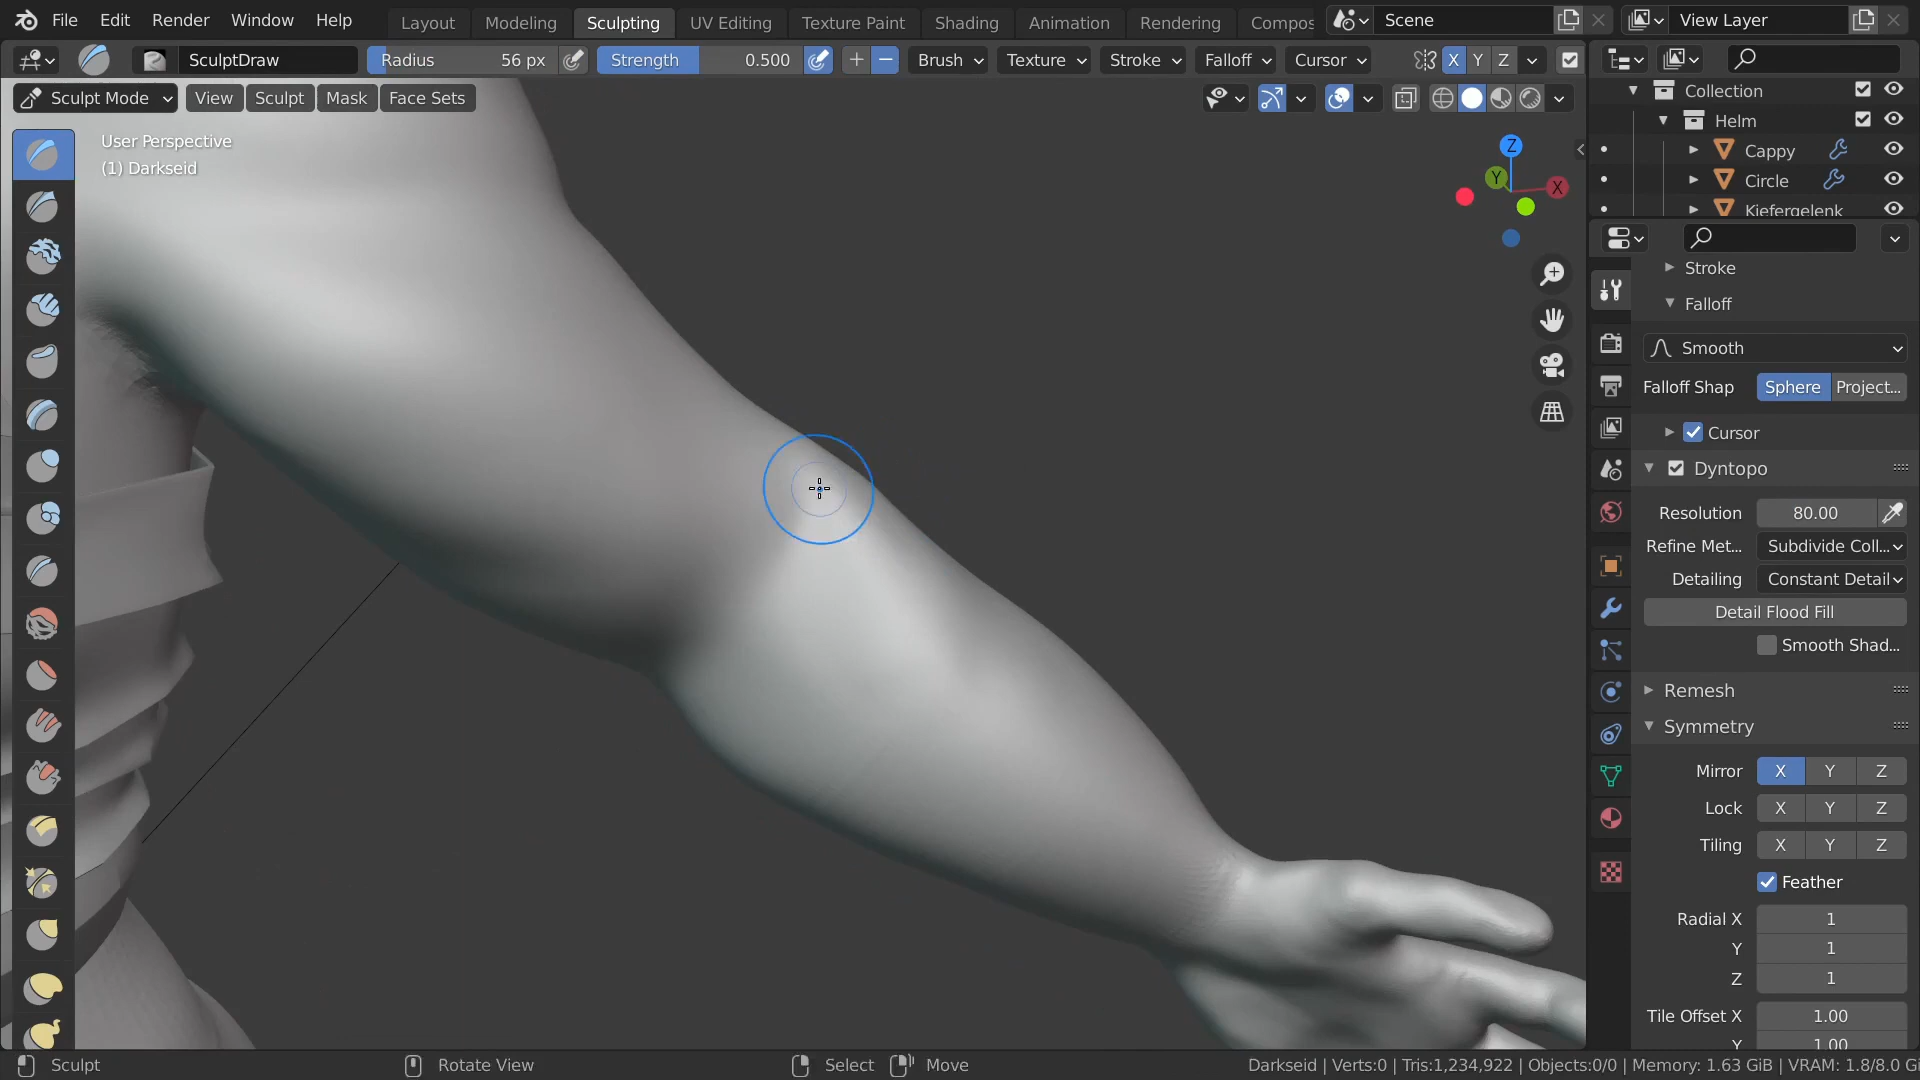 File Edit Render Window Help Layout Modeling Sculpting UV Editing Texture Paint Shading Animation Rendering Compos Scene View Layer
SculptDraw Radius 56 px Strength 0.500 Brush Texture Stroke Falloff Cursor X Y Z
Sculpt Mode View Sculpt Mask Face Sets
User Perspective
(1) Darkseid
Z
Y
X
Collection
Helm
Cappy
Circle
Kiefergelenk
Stroke
Falloff
Smooth
Falloff Shap Sphere Project...
Cursor
Dyntopo
Resolution 80.00
Refine Met... Subdivide Coll...
Detailing Constant Detail
Detail Flood Fill
Smooth Shad...
Remesh
Symmetry
Mirror X Y Z
Lock X Y Z
Tiling X Y Z
Feather
Radial X 1
Y 1
Z 1
Tile Offset X 1.00
Y 1.00
Sculpt Rotate View Select Move Darkseid | Verts:0 | Tris:1,234,922 | Objects:0/0 | Memory: 1.63 GiB | VRAM: 1.8/8.0 Gi